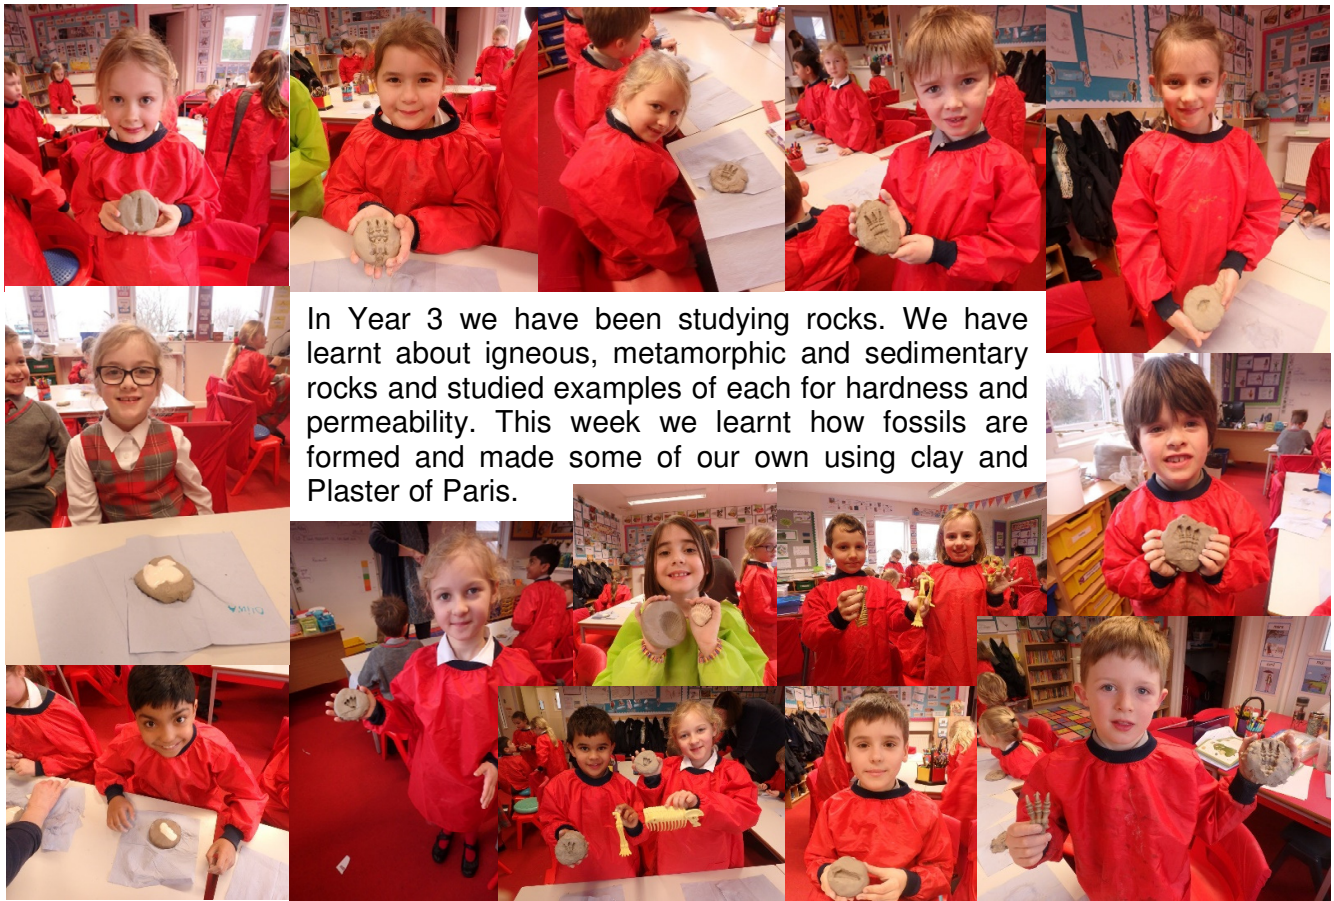 In Year 3 we have been studying rocks. We have
learnt about igneous, metamorphic and sedimentary
rocks and studied examples of each for hardness and
permeability. This week we learnt how fossils are
formed and made some of our own using clay and
Plaster of Paris.